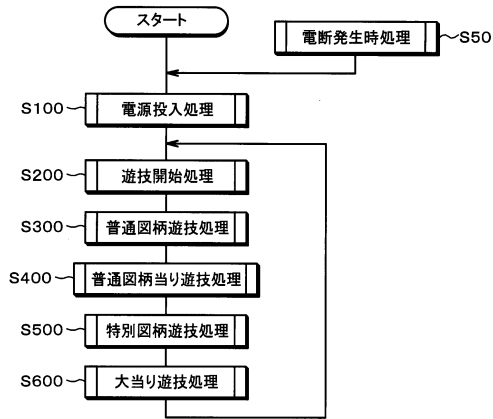 スタート
電断発生時処理 S50
S100 電源投入処理
S200 遊技開始処理
S300 普通図柄遊技処理
S400 普通図柄当り遊技処理
S500 特別図柄遊技処理
S600 大当り遊技処理